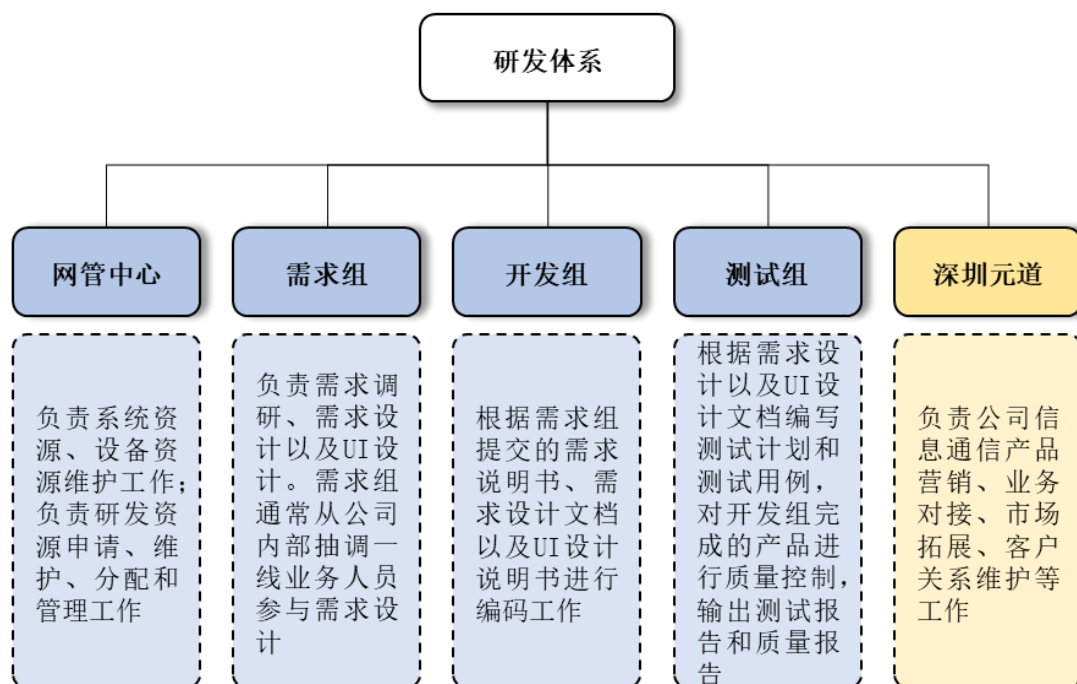 研发体系
网管中心
需求组
开发组
测试组
深圳元道
负责系统资
源、设备资
源维护工作；
负责研发资
源申请、维
护、分配和
管理工作
负责需求调
研、需求设
计以及UI设
计。需求组
通常从公司
内部抽调一
线业务人员
参与需求设
计
根据需求组
提交的需求
说明书、需
求设计文档
以及UI设计
说明书进行
编码工作
根据需求设
计以及UI设
计文档编写
测试计划和
测试用例，
对开发组完
成的产品进
行质量控制，
输出测试报
告和质量报
告
负责公司信
息通信产品
营销、业务
对接、市场
拓展、客户
关系维护等
工作